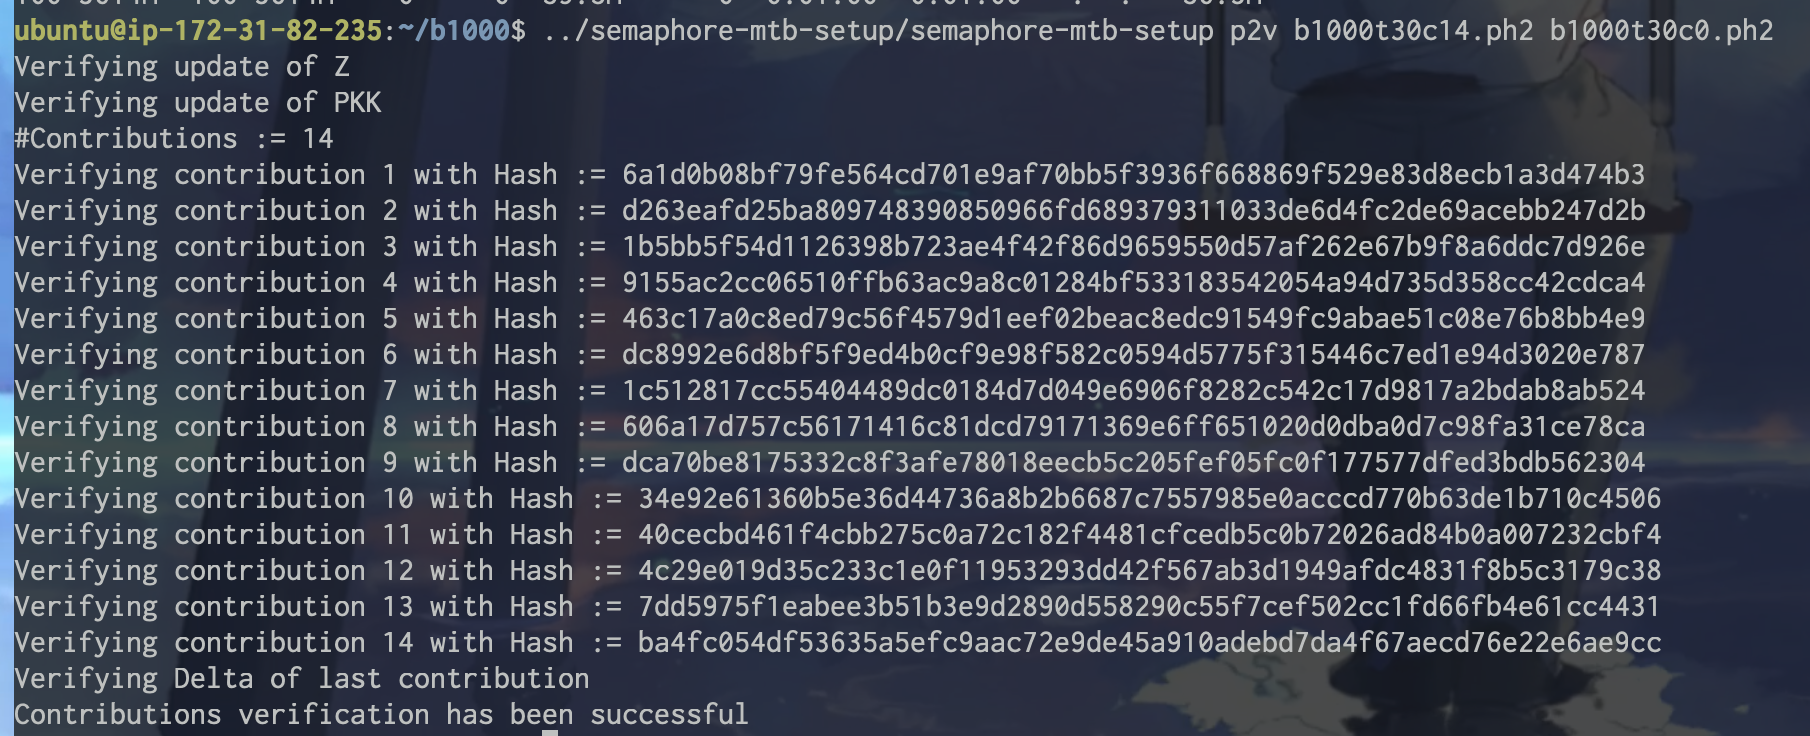 ubuntu@ip-172-31-82-235:~/b1000$ ../semaphore-mtb-setup/semaphore-mtb-setup p2v b1000t30c14.ph2 b1000t30c0.ph2
Verifying update of Z
Verifying update of PKK
#Contributions := 14
Verifying contribution 1 with Hash := 6a1d0b08bf79fe564cd701e9af70bb5f3936f668869f529e83d8ecb1a3d474b3
Verifying contribution 2 with Hash := d263eafd25ba809748390850966fd689379311033de6d4fc2de69acebb247d2b
Verifying contribution 3 with Hash := 1b5bb5f54d1126398b723ae4f42f86d9659550d57af262e67b9f8a6ddc7d926e
Verifying contribution 4 with Hash := 9155ac2cc06510ffb63ac9a8c01284bf533183542054a94d735d358cc42cdca4
Verifying contribution 5 with Hash := 463c17a0c8ed79c56f4579d1eef02beac8edc91549fc9abae51c08e76b8bb4e9
Verifying contribution 6 with Hash := dc8992e6d8bf5f9ed4b0cf9e98f582c0594d5775f315446c7ed1e94d3020e787
Verifying contribution 7 with Hash := 1c512817cc55404489dc0184d7d049e6906f8282c542c17d9817a2bdab8ab524
Verifying contribution 8 with Hash := 606a17d757c56171416c81dcd79171369e6ff651020d0dba0d7c98fa31ce78ca
Verifying contribution 9 with Hash := dca70be8175332c8f3afe78018eecb5c205fef05fc0f177577dfed3bdb562304
Verifying contribution 10 with Hash := 34e92e61360b5e36d44736a8b2b6687c7557985e0acccd770b63de1b710c4506
Verifying contribution 11 with Hash := 40cecbd461f4cbb275c0a72c182f4481cfcedb5c0b72026ad84b0a007232cbf4
Verifying contribution 12 with Hash := 4c29e019d35c233c1e0f11953293dd42f567ab3d1949afdc4831f8b5c3179c38
Verifying contribution 13 with Hash := 7dd5975f1eabee3b51b3e9d2890d558290c55f7cef502cc1fd66fb4e61cc4431
Verifying contribution 14 with Hash := ba4fc054df53635a5efc9aac72e9de45a910adebd7da4f67aecd76e22e6ae9cc
Verifying Delta of last contribution
Contributions verification has been successful